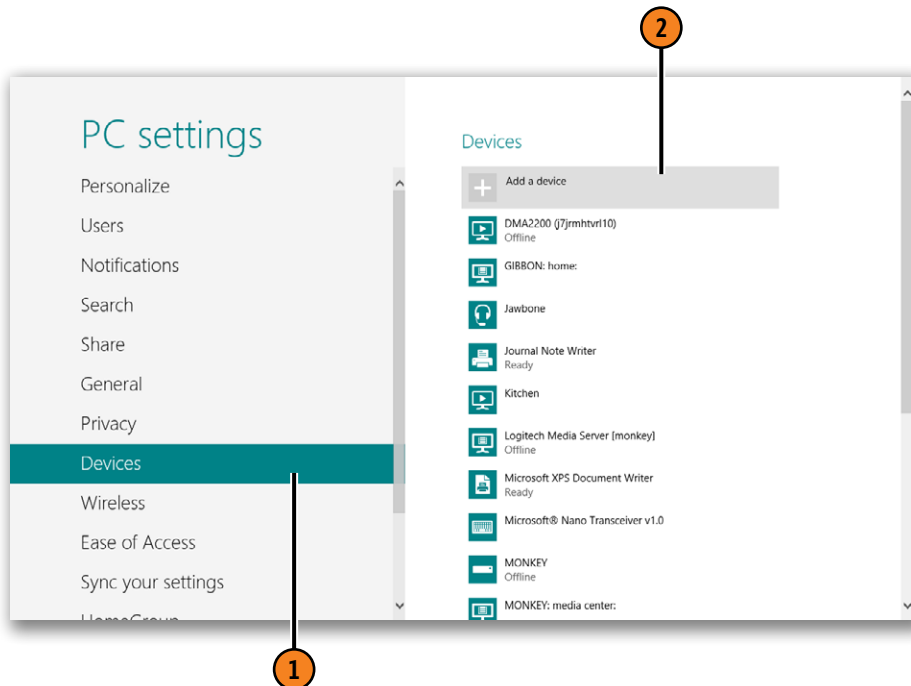 2
PC settings
Personalize
Users
Notifications
Search
Share
General
Privacy
Devices
Wireless
Ease of Access
Sync your settings
HomeGroup
Devices
Add a device
DMA2200 (j7jrmhtvrl10)
Offline
GIBBON: home:
Jawbone
Journal Note Writer
Ready
Kitchen
Logitech Media Server [monkey]
Offline
Microsoft XPS Document Writer
Ready
Microsoft® Nano Transceiver v1.0
MONKEY
Offline
MONKEY: media center:
1